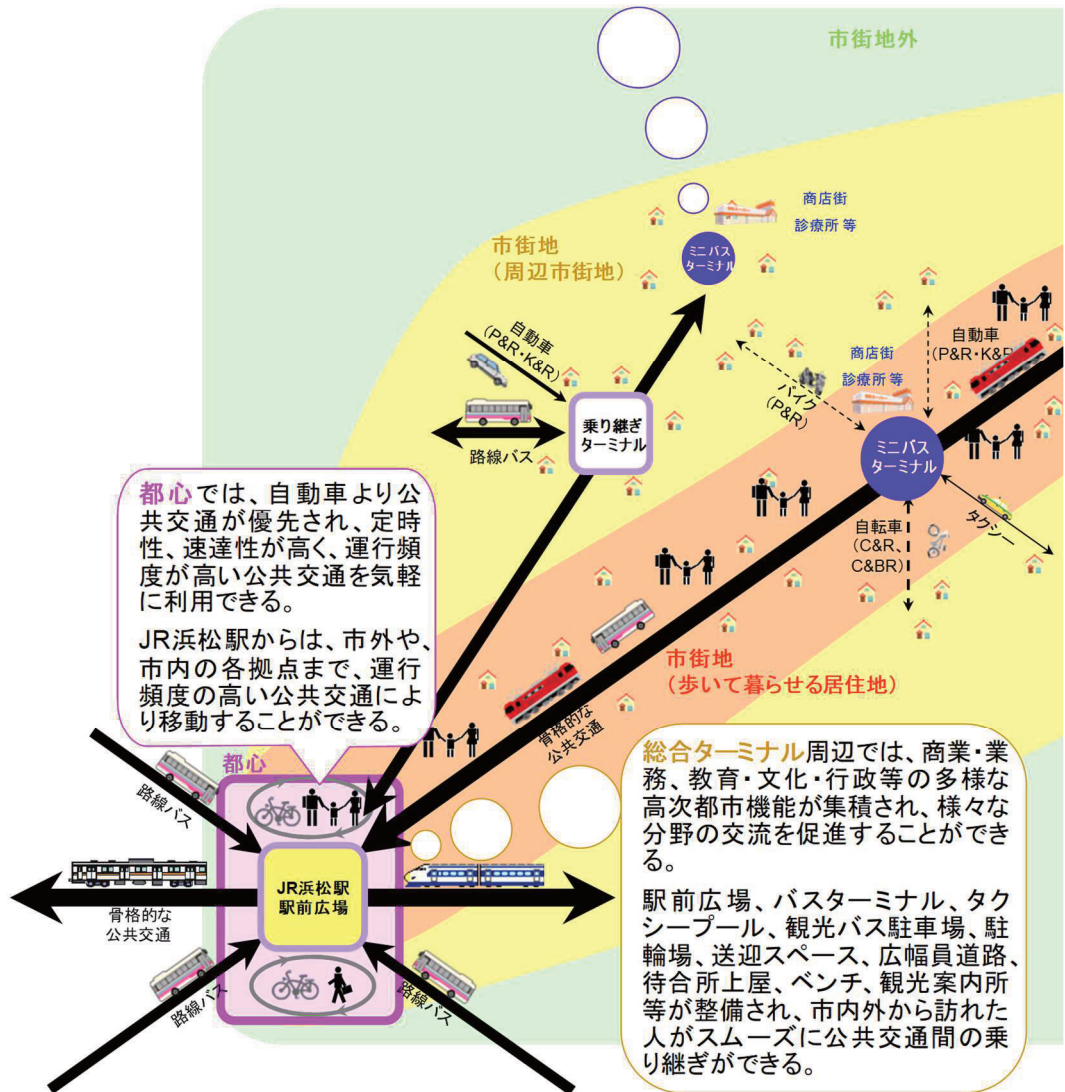 市街地外
商店街
診療所 等
市街地
（周辺市街地）
ミニバス
ターミナル
自動車
(P&R・K&R)
自動車
(P&R・K&R)
商店街
診療所 等
バイク
(P&R)
乗り継ぎ
ターミナル
路線バス
ミニバス
ターミナル
タクシー
自転車
(C&R、
C&BR)
都心では、自動車より公
共交通が優先され、定時
性、速達性が高く、運行頻
度が高い公共交通を気軽
に利用できる。
JR浜松駅からは、市外や、
市内の各拠点まで、運行
頻度の高い公共交通によ
り移動することができる。
市街地
（歩いて暮らせる居住地）
骨格的な
公共交通
都心
路線バス
JR浜松駅
駅前広場
骨格的な
公共交通
路線バス
路線バス
総合ターミナル周辺では、商業・業
務、教育・文化・行政等の多様な
高次都市機能が集積され、様々な
分野の交流を促進することができ
る。
駅前広場、バスターミナル、タク
シープール、観光バス駐車場、駐
輪場、送迎スペース、広幅員道路、
待合所上屋、ベンチ、観光案内所
等が整備され、市内外から訪れた
人がスムーズに公共交通間の乗
り継ぎができる。